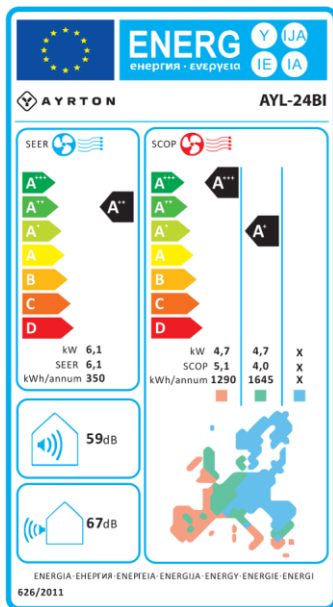 ENERG
Y IJA
IE IA
енергия · ενεργεια
AYRTON
AYL-24BI
SEER
A+++
A++
A+
A
B
C
D
A++
kW 6,1
SEER 6,1
kWh/annum 350
SCOP
A+++
A++
A+
A
B
C
D
A+++
A+
kW 4,7 4,7 X
SCOP 5,1 4,0 X
kWh/annum 1290 1645 X
59dB
67dB
ENERGIA·ЕНЕРГИЯ·ΕΝΕΡΓΕΙΑ·ENERGIJA·ENERGY·ENERGIE·ENERGI
626/2011